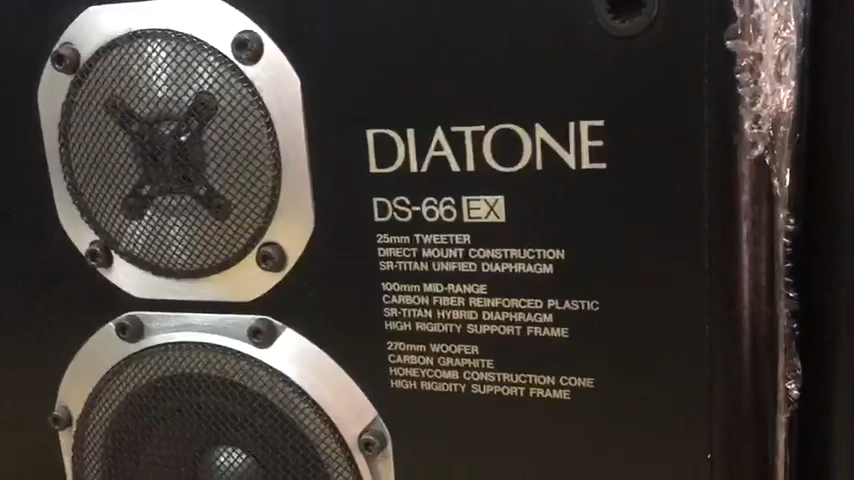 DIATONE
DS-66 EX
25mm TWEETER
DIRECT MOUNT CONSTRUCTION
SR-TITAN UNIFIED DIAPHRAGM
100mm MID-RANGE
CARBON FIBER REINFORCED PLASTIC
SR-TITAN HYBRID DIAPHRAGM
HIGH RIGIDITY SUPPORT FRAME
270mm WOOFER
CARBON GRAPHITE
HONEYCOMB CONSTRUCTION CONE
HIGH RIGIDITY SUPPORT FRAME